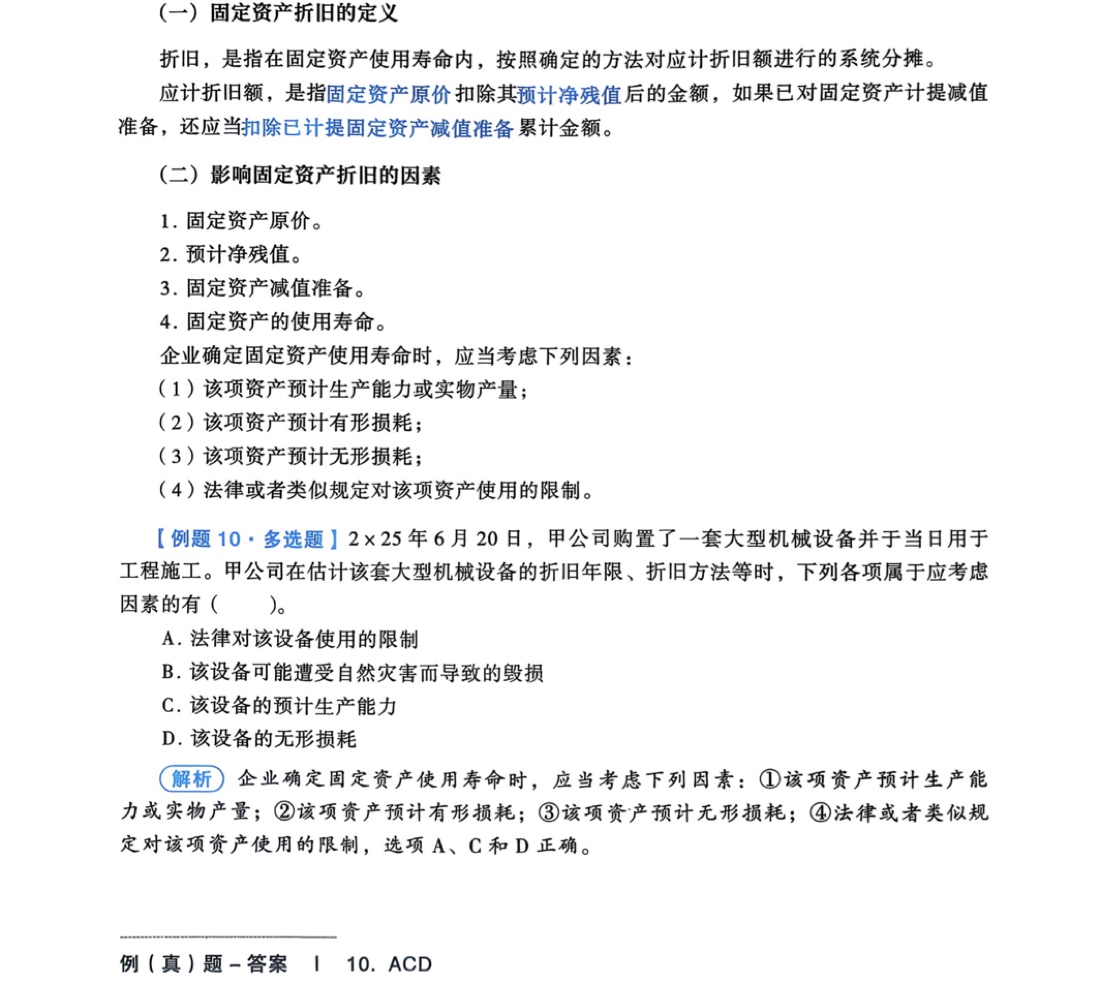 （一）固定资产折旧的定义
折旧，是指在固定资产使用寿命内，按照确定的方法对应计折旧额进行的系统分摊。
应计折旧额，是指固定资产原价扣除其预计净残值后的金额，如果已对固定资产计提减值
准备，还应当扣除已计提固定资产减值准备累计金额。
（二）影响固定资产折旧的因素
1. 固定资产原价。
2. 预计净残值。
3. 固定资产减值准备。
4. 固定资产的使用寿命。
企业确定固定资产使用寿命时，应当考虑下列因素：
（1）该项资产预计生产能力或实物产量；
（2）该项资产预计有形损耗；
（3）该项资产预计无形损耗；
（4）法律或者类似规定对该项资产使用的限制。
【例题 10·多选题】2×25 年 6 月 20 日，甲公司购置了一套大型机械设备并于当日用于
工程施工。甲公司在估计该套大型机械设备的折旧年限、折旧方法等时，下列各项属于应考虑
因素的有（　　）。
A. 法律对该设备使用的限制
B. 该设备可能遭受自然灾害而导致的毁损
C. 该设备的预计生产能力
D. 该设备的无形损耗
解析 企业确定固定资产使用寿命时，应当考虑下列因素：①该项资产预计生产能
力或实物产量；②该项资产预计有形损耗；③该项资产预计无形损耗；④法律或者类似规
定对该项资产使用的限制，选项 A、C 和 D 正确。
例（真）题－答案 | 10. ACD